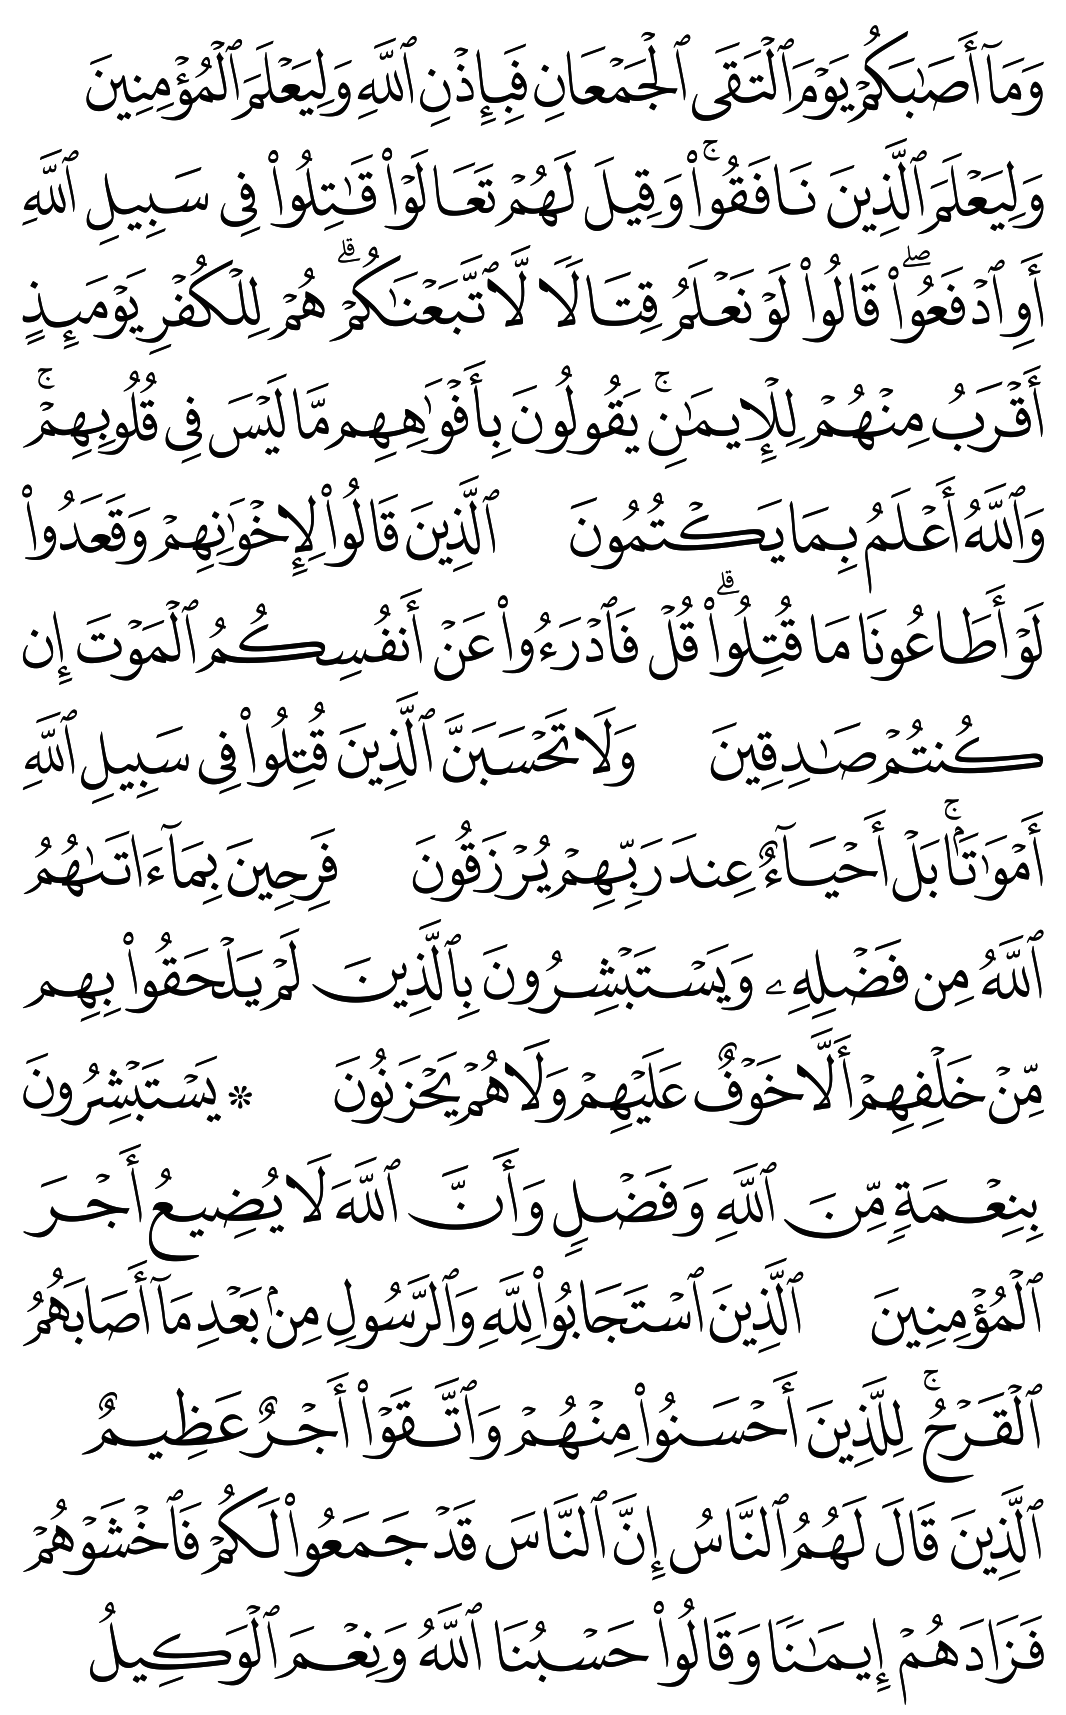 وَمَآ أَصَٰبَكُمۡ يَوۡمَ ٱلۡتَقَى ٱلۡجَمۡعَانِ فَبِإِذۡنِ ٱللَّهِ وَلِيَعۡلَمَ ٱلۡمُؤۡمِنِينَ
وَلِيَعۡلَمَ ٱلَّذِينَ نَافَقُواْۚ وَقِيلَ لَهُمۡ تَعَالَوۡاْ قَٰتِلُواْ فِي سَبِيلِ ٱللَّهِ
أَوِ ٱدۡفَعُواْۖ قَالُواْ لَوۡ نَعۡلَمُ قِتَالٗا لَّٱتَّبَعۡنَٰكُمۡۗ هُمۡ لِلۡكُفۡرِ يَوۡمَئِذٍ
أَقۡرَبُ مِنۡهُمۡ لِلۡإِيمَٰنِۚ يَقُولُونَ بِأَفۡوَٰهِهِم مَّا لَيۡسَ فِي قُلُوبِهِمۡۚ
وَٱللَّهُ أَعۡلَمُ بِمَا يَكۡتُمُونَ ٱلَّذِينَ قَالُواْ لِإِخۡوَٰنِهِمۡ وَقَعَدُواْ
لَوۡ أَطَاعُونَا مَا قُتِلُواْۗ قُلۡ فَٱدۡرَءُواْ عَنۡ أَنفُسِكُمُ ٱلۡمَوۡتَ إِن
كُنتُمۡ صَٰدِقِينَ وَلَا تَحۡسَبَنَّ ٱلَّذِينَ قُتِلُواْ فِي سَبِيلِ ٱللَّهِ
أَمۡوَٰتَۢاۚ بَلۡ أَحۡيَآءٌ عِندَ رَبِّهِمۡ يُرۡزَقُونَ فَرِحِينَ بِمَآ ءَاتَىٰهُمُ
ٱللَّهُ مِن فَضۡلِهِۦ وَيَسۡتَبۡشِرُونَ بِٱلَّذِينَ لَمۡ يَلۡحَقُواْ بِهِم
مِّنۡ خَلۡفِهِمۡ أَلَّا خَوۡفٌ عَلَيۡهِمۡ وَلَا هُمۡ يَحۡزَنُونَ * يَسۡتَبۡشِرُونَ
بِنِعۡمَةٖ مِّنَ ٱللَّهِ وَفَضۡلٖ وَأَنَّ ٱللَّهَ لَا يُضِيعُ أَجۡرَ
ٱلۡمُؤۡمِنِينَ ٱلَّذِينَ ٱسۡتَجَابُواْ لِلَّهِ وَٱلرَّسُولِ مِنۢ بَعۡدِ مَآ أَصَابَهُمُ
ٱلۡقَرۡحُۚ لِلَّذِينَ أَحۡسَنُواْ مِنۡهُمۡ وَٱتَّقَوۡاْ أَجۡرٌ عَظِيمٌ
ٱلَّذِينَ قَالَ لَهُمُ ٱلنَّاسُ إِنَّ ٱلنَّاسَ قَدۡ جَمَعُواْ لَكُمۡ فَٱخۡشَوۡهُمۡ
فَزَادَهُمۡ إِيمَٰنٗا وَقَالُواْ حَسۡبُنَا ٱللَّهُ وَنِعۡمَ ٱلۡوَكِيلُ